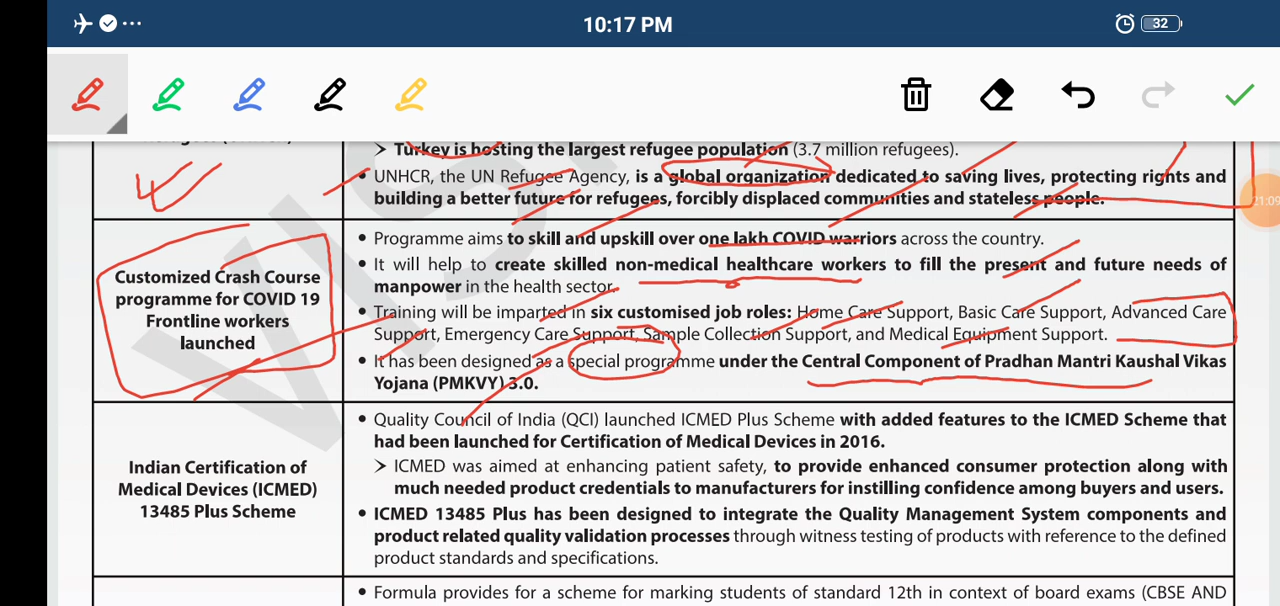 10:17 PM
32
➤ Turkey is hosting the largest refugee population (3.7 million refugees).
• UNHCR, the UN Refugee Agency, is a global organization dedicated to saving lives, protecting rights and
building a better future for refugees, forcibly displaced communities and stateless people.
21:09
Customized Crash Course
programme for COVID 19
Frontline workers
launched
• Programme aims to skill and upskill over one lakh COVID warriors across the country.
• It will help to create skilled non-medical healthcare workers to fill the present and future needs of
manpower in the health sector.
• Training will be imparted in six customised job roles: Home Care Support, Basic Care Support, Advanced Care
Support, Emergency Care Support, Sample Collection Support, and Medical Equipment Support.
• It has been designed as a special programme under the Central Component of Pradhan Mantri Kaushal Vikas
Yojana (PMKVY) 3.0.
Indian Certification of
Medical Devices (ICMED)
13485 Plus Scheme
• Quality Council of India (QCI) launched ICMED Plus Scheme with added features to the ICMED Scheme that
had been launched for Certification of Medical Devices in 2016.
➤ ICMED was aimed at enhancing patient safety, to provide enhanced consumer protection along with
much needed product credentials to manufacturers for instilling confidence among buyers and users.
• ICMED 13485 Plus has been designed to integrate the Quality Management System components and
product related quality validation processes through witness testing of products with reference to the defined
product standards and specifications.
• Formula provides for a scheme for marking students of standard 12th in context of board exams (CBSE AND